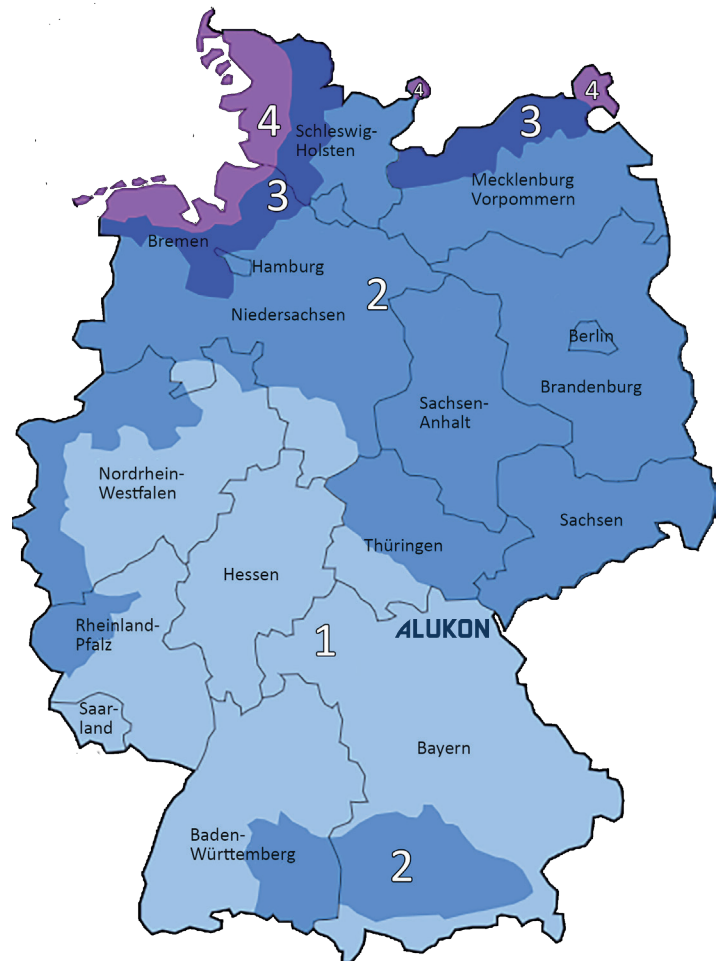 4
4
4
3
Schleswig-
Holsten
Mecklenburg
Vorpommern
3
Bremen
Hamburg
2
Niedersachsen
Berlin
Brandenburg
Sachsen-
Anhalt
Nordrhein-
Westfalen
Sachsen
Thüringen
Hessen
Rheinland-
Pfalz
1
ALUKON
Saar-
land
Bayern
Baden-
Württemberg
2